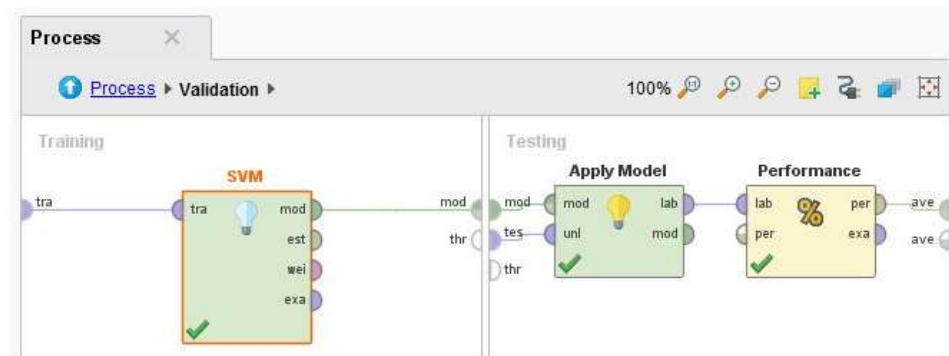 Process
Process ▸ Validation ▸ 100%
Training
SVM
tra
tra
mod
est
wei
exa
mod
thr
Testing
Apply Model
Performance
mod
tes
thr
mod
unl
lab
mod
lab
per
per
exa
ave
ave